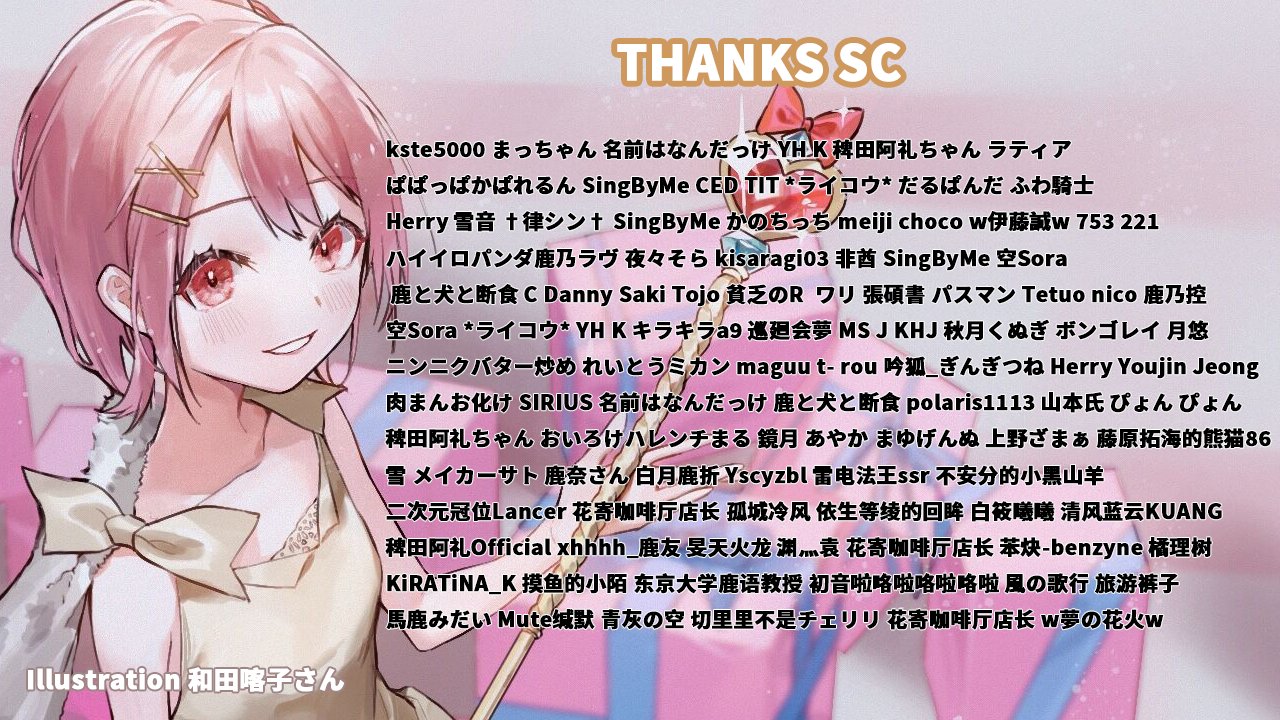 THANKS SC
kste5000 まっちゃん 名前はなんだっけ YH K 稗田阿礼ちゃん ラティア
ぱぱっぱかぱれるん SingByMe CED TIT *ライコウ* だるぱんだ ふわ騎士
Herry 雪音 †律シン† SingByMe かのちっち meiji choco w伊藤誠w 753 221
ハイイロパンダ鹿乃ラヴ 夜々そら kisaragi03 非酋 SingByMe 空Sora
鹿と犬と断食 C Danny Saki Tojo 貧乏のR ワリ 張碩書 パスマン Tetuo nico 鹿乃控
空Sora *ライコウ* YH K キラキラa9 巡廻会夢 MS J KHJ 秋月くぬぎ ボンゴレイ 月悠
ニンニクバター炒め れいとうミカン maguu t- rou 吟狐_ぎんぎつね Herry Youjin Jeong
肉まんお化け SIRIUS 名前はなんだっけ 鹿と犬と断食 polaris1113 山本氏 ぴょん ぴょん
稗田阿礼ちゃん おいろけハレンチまる 鏡月 あやか まゆげんぬ 上野ざまぁ 藤原拓海的熊猫86
雪 メイカーサト 鹿奈さん 白月鹿折 Yscyzbl 雷电法王ssr 不安分的小黑山羊
二次元冠位Lancer 花寄咖啡厅店长 孤城冷风 依生等绫的回眸 白筱曦曦 清风蓝云KUANG
稗田阿礼Official xhhhh_鹿友 旻天火龙 渊灬袁 花寄咖啡厅店长 苯炔-benzyne 橘理树
KiRATiNA_K 摸鱼的小陌 东京大学鹿语教授 初音啦咯啦咯啦咯啦 風の歌行 旅游裤子
馬鹿みだい Mute缄默 青灰の空 切里里不是チェリリ 花寄咖啡厅店长 w夢の花火w
Illustration 和田喀子さん